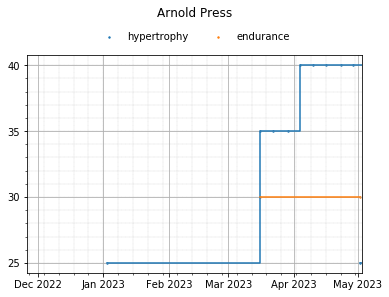 Arnold Press
hypertrophy endurance
40
35
30
25
Dec 2022 Jan 2023 Feb 2023 Mar 2023 Apr 2023 May 2023